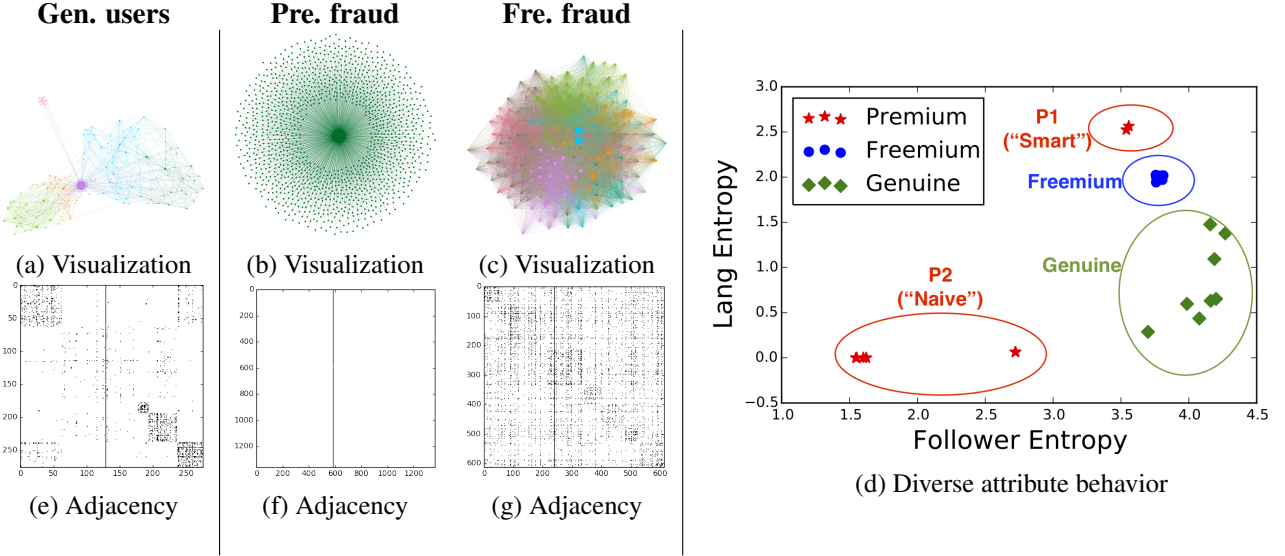 Gen. users
Pre. fraud
Fre. fraud
(a) Visualization
(b) Visualization
(c) Visualization
0
50
100
150
200
250
0 50 100 150 200 250
(e) Adjacency
0
200
400
600
800
1000
1200
0 200 400 600 800 1000 1200
(f) Adjacency
0
100
200
300
400
500
600
0 100 200 300 400 500 600
(g) Adjacency
3.0
2.5
2.0
1.5
1.0
0.5
0.0
−0.5
Lang Entropy
Premium
Freemium
Genuine
P1
(“Smart”)
Freemium
Genuine
P2
(“Naive”)
1.0 1.5 2.0 2.5 3.0 3.5 4.0 4.5
Follower Entropy
(d) Diverse attribute behavior